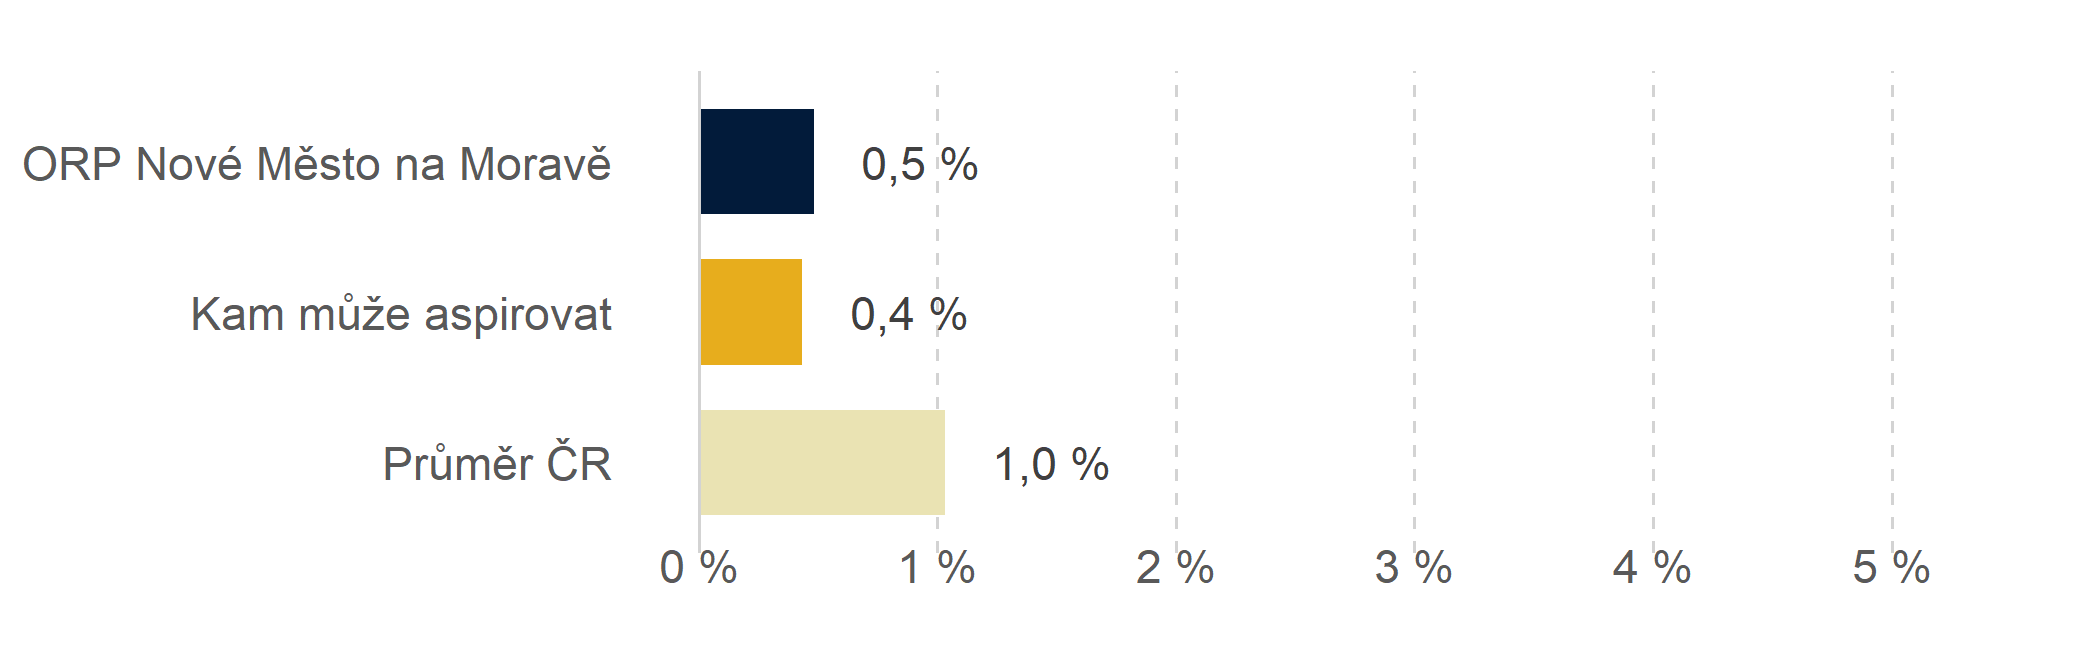 ORP Nové Město na Moravě 0,5 %
Kam může aspirovat 0,4 %
Průměr ČR 1,0 %
0 % 1 % 2 % 3 % 4 % 5 %